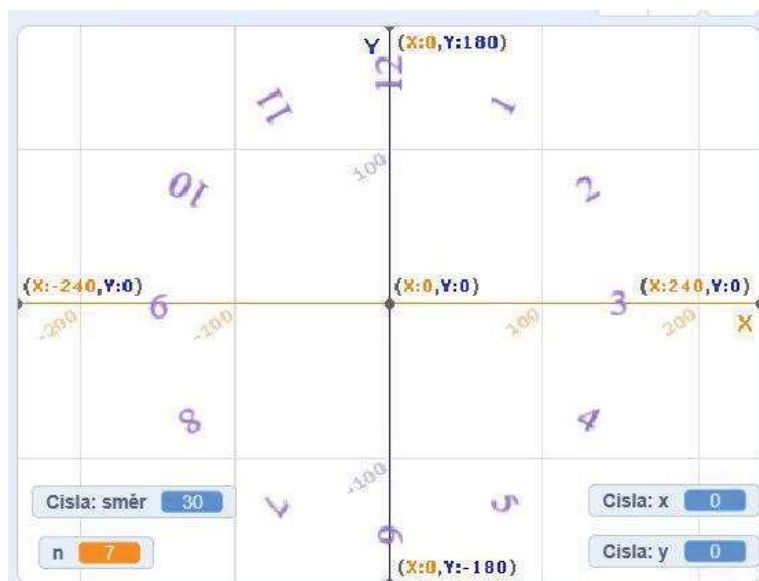 Y (X:0,Y:180)
12
11
1
100
10
2
(X:-240,Y:0)
(X:0,Y:0)
(X:240,Y:0)
9
3
-200
-100
100
200
X
8
4
-100
Cisla: směr 30
7
5
Cisla: x 0
6
n 7
Cisla: y 0
(X:0,Y:-180)